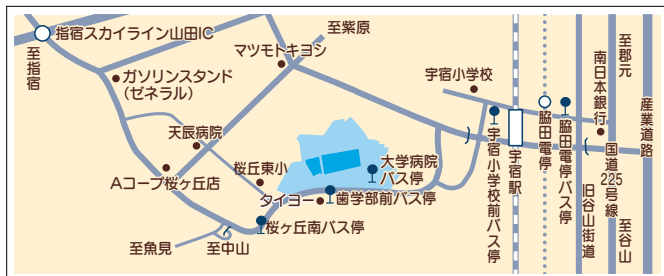 指宿スカイライン山田IC
至指宿
至紫原
マツモトキヨシ
ガソリンスタンド
(ゼネラル)
天辰病院
Aコープ桜ヶ丘店
桜丘東小
タイヨー
大学病院
バス停
歯学部前バス停
桜ヶ丘南バス停
至魚見
至中山
宇宿小学校
宇宿小学校前バス停
宇宿駅
脇田電停
脇田電停バス停
南日本銀行
旧谷山街道
至郡元
国道225号線
至谷山
産業道路